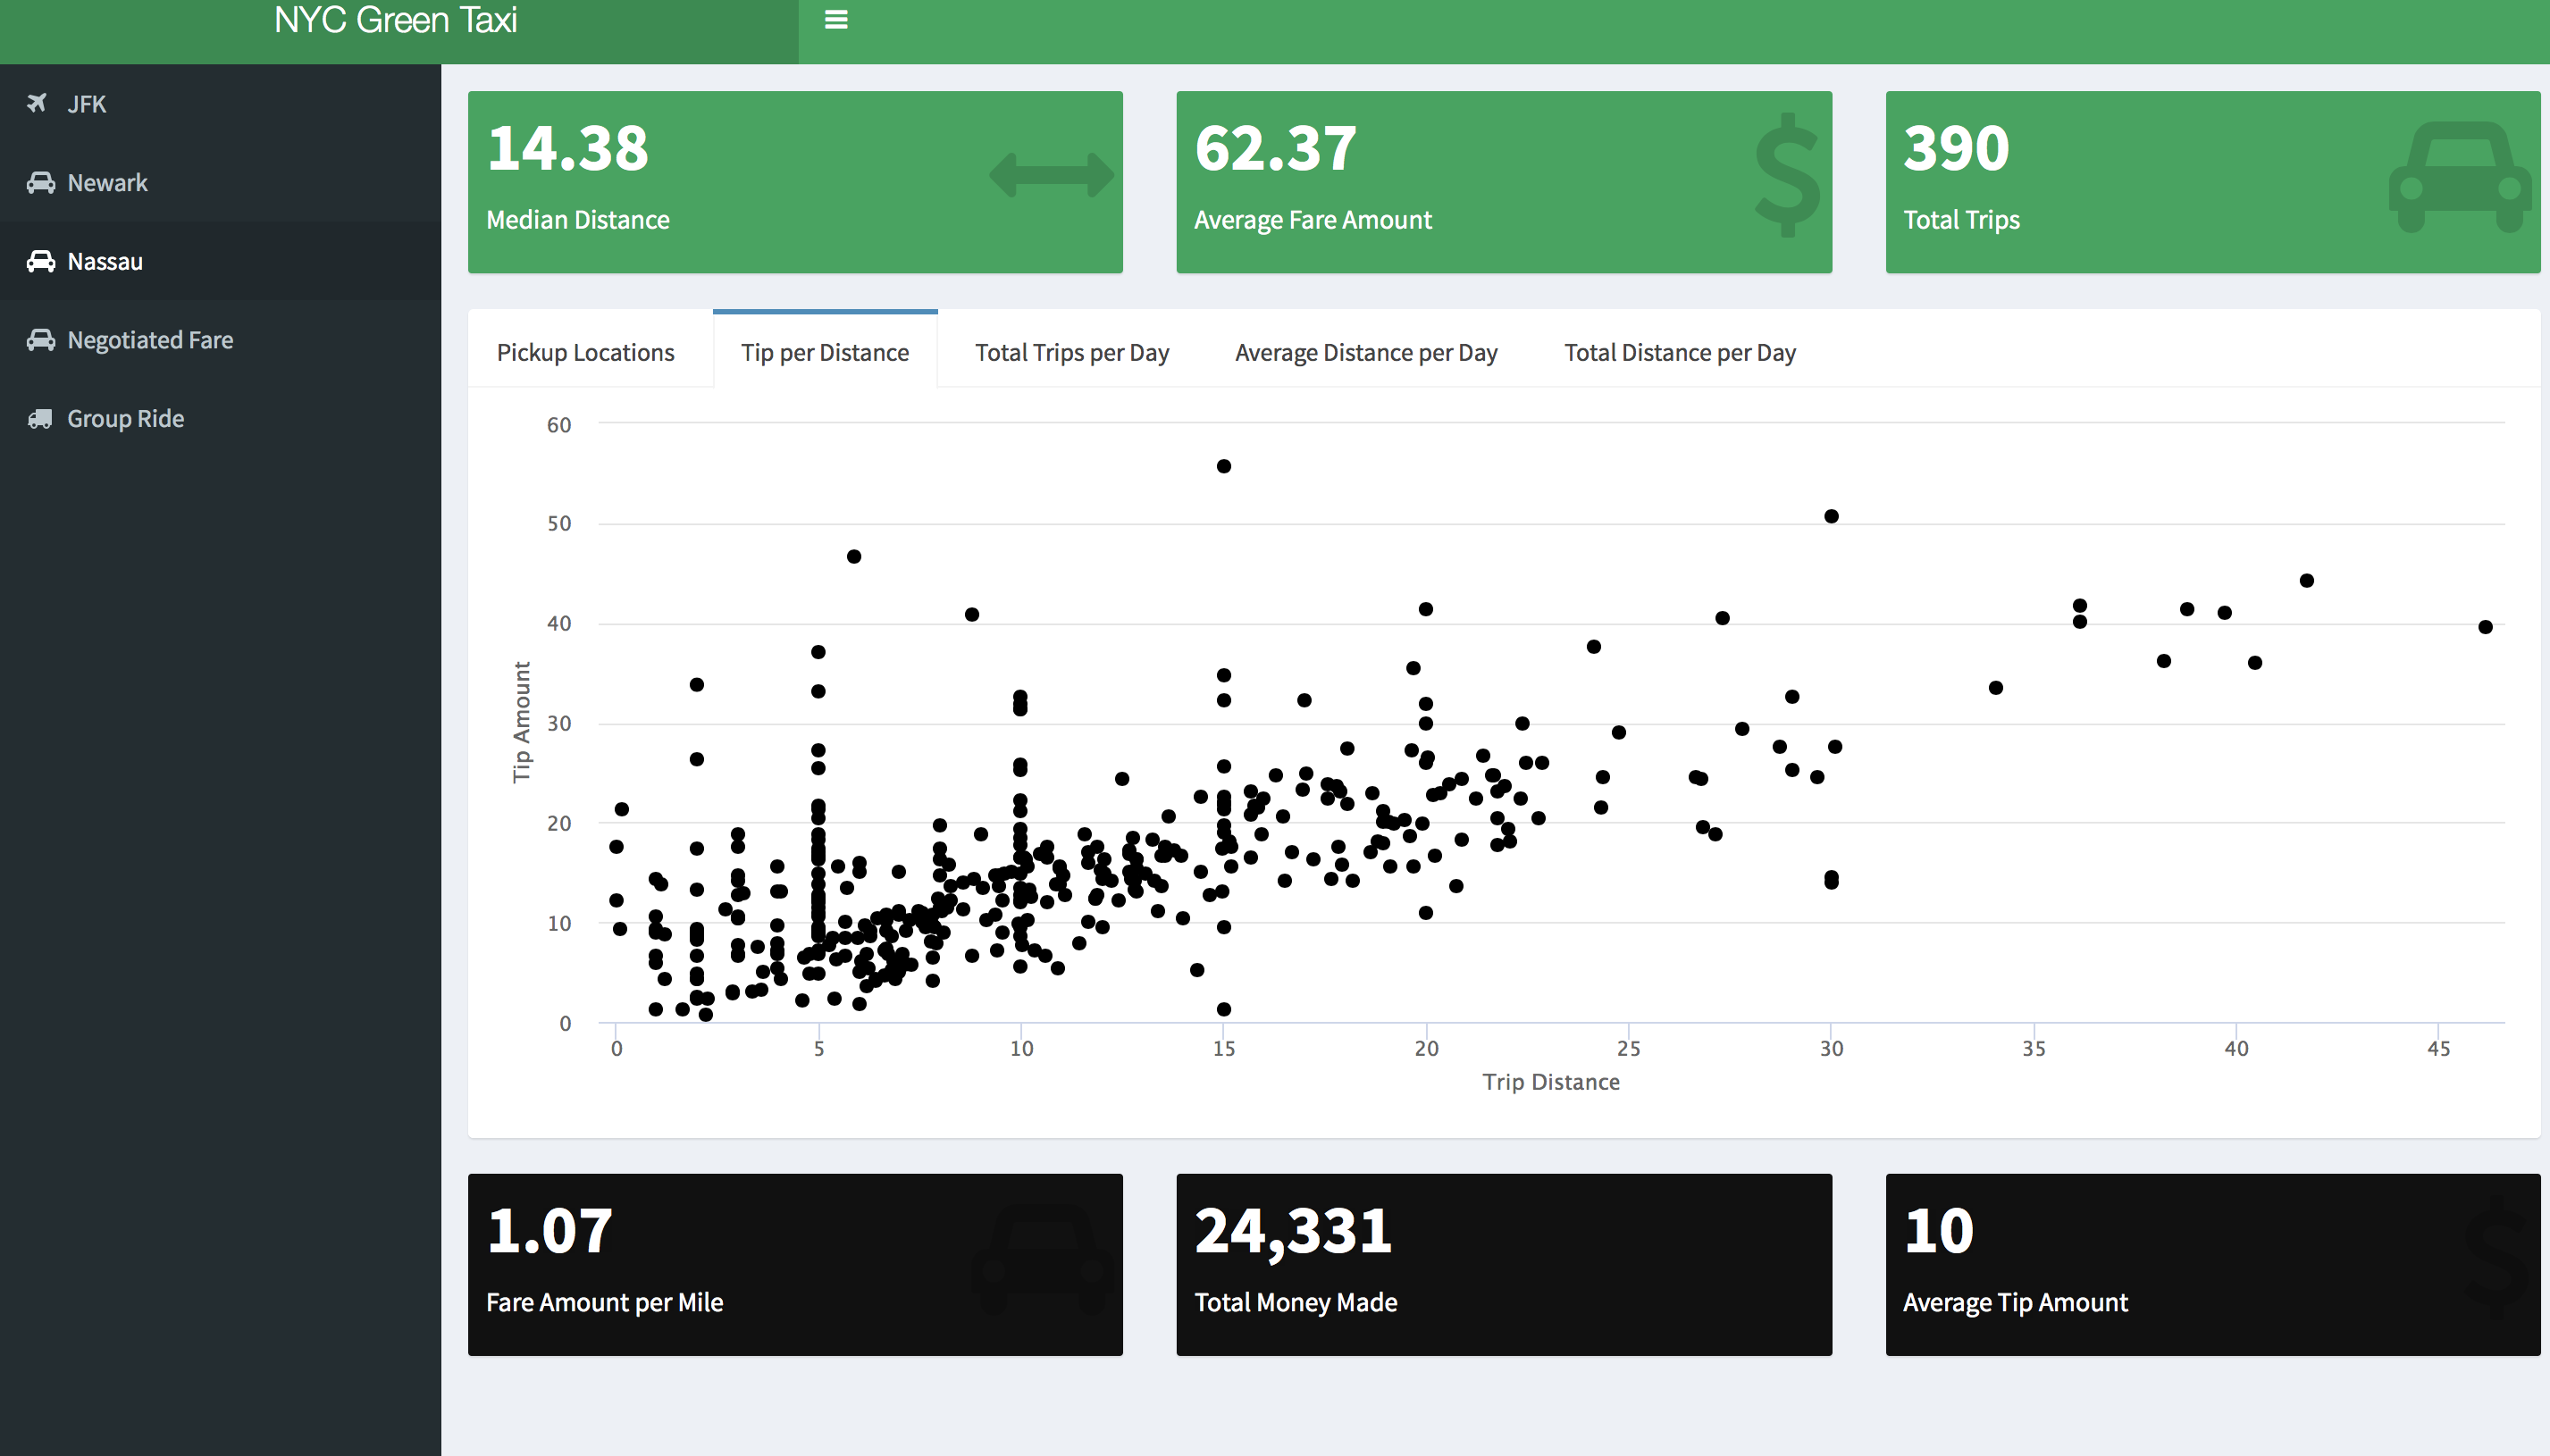 NYC Green Taxi
JFK
Newark
Nassau
Negotiated Fare
Group Ride
14.38
Median Distance
62.37
Average Fare Amount
$
390
Total Trips
Pickup Locations
Tip per Distance
Total Trips per Day
Average Distance per Day
Total Distance per Day
60
50
40
30
20
10
0
Tip Amount
0 5 10 15 20 25 30 35 40 45
Trip Distance
1.07
Fare Amount per Mile
24,331
Total Money Made
10
Average Tip Amount
$